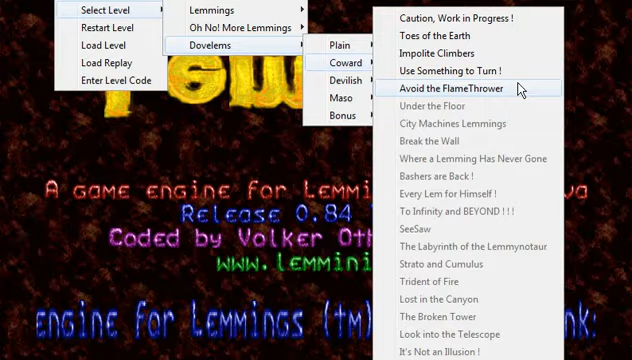 Select Level
Restart Level
Load Level
Load Replay
Enter Level Code
Lemmings
Oh No! More Lemmings
Dovelems
Plain
Coward
Devilish
Maso
Bonus
Caution, Work in Progress !
Toes of the Earth
Impolite Climbers
Use Something to Turn !
Avoid the FlameThrower
Under the Floor
City Machines Lemmings
Break the Wall
Where a Lemming Has Never Gone
Bashers are Back !
Every Lem for Himself !
To Infinity and BEYOND ! ! !
SeeSaw
The Labyrinth of the Lemmynotaur
Strato and Cumulus
Trident of Fire
Lost in the Canyon
The Broken Tower
Look into the Telescope
It's Not an Illusion !
A game engine for Lemm va
Release 0.84
Coded by Volker Oth
www.lemmini
engine for Lemmings (tm) nk: